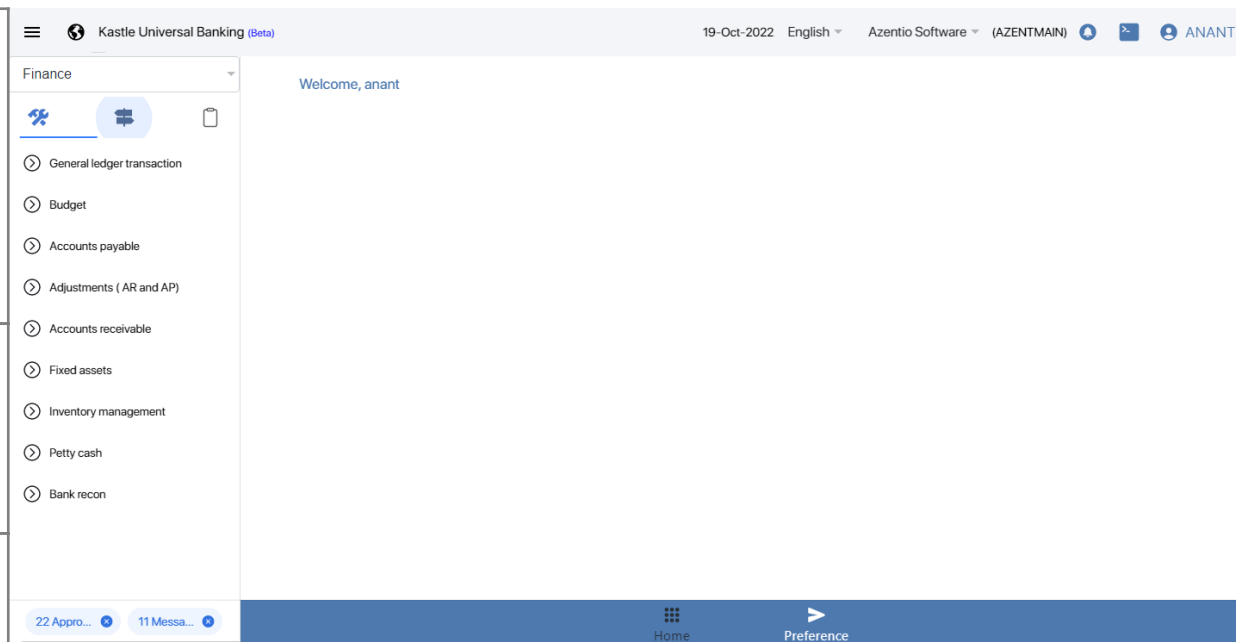 Kastle Universal Banking (Beta)
19-Oct-2022 English Azentio Software (AZENTMAIN) ANANT
Finance
Welcome, anant
General ledger transaction
Budget
Accounts payable
Adjustments ( AR and AP)
Accounts receivable
Fixed assets
Inventory management
Petty cash
Bank recon
22 Appro... 11 Messa...
Home Preference